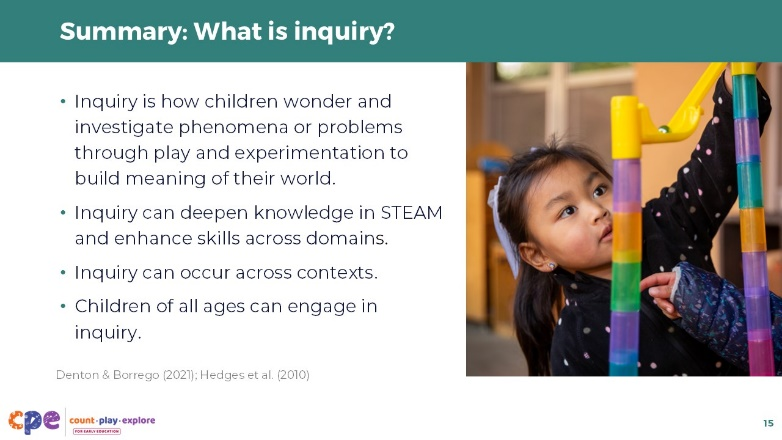 Summary: What is inquiry?
• Inquiry is how children wonder and
investigate phenomena or problems
through play and experimentation to
build meaning of their world.
• Inquiry can deepen knowledge in STEAM
and enhance skills across domains.
• Inquiry can occur across contexts.
• Children of all ages can engage in
inquiry.
Denton & Borrego (2021); Hedges et al. (2010)
cpe
count·play·explore
FOR EARLY EDUCATION
15